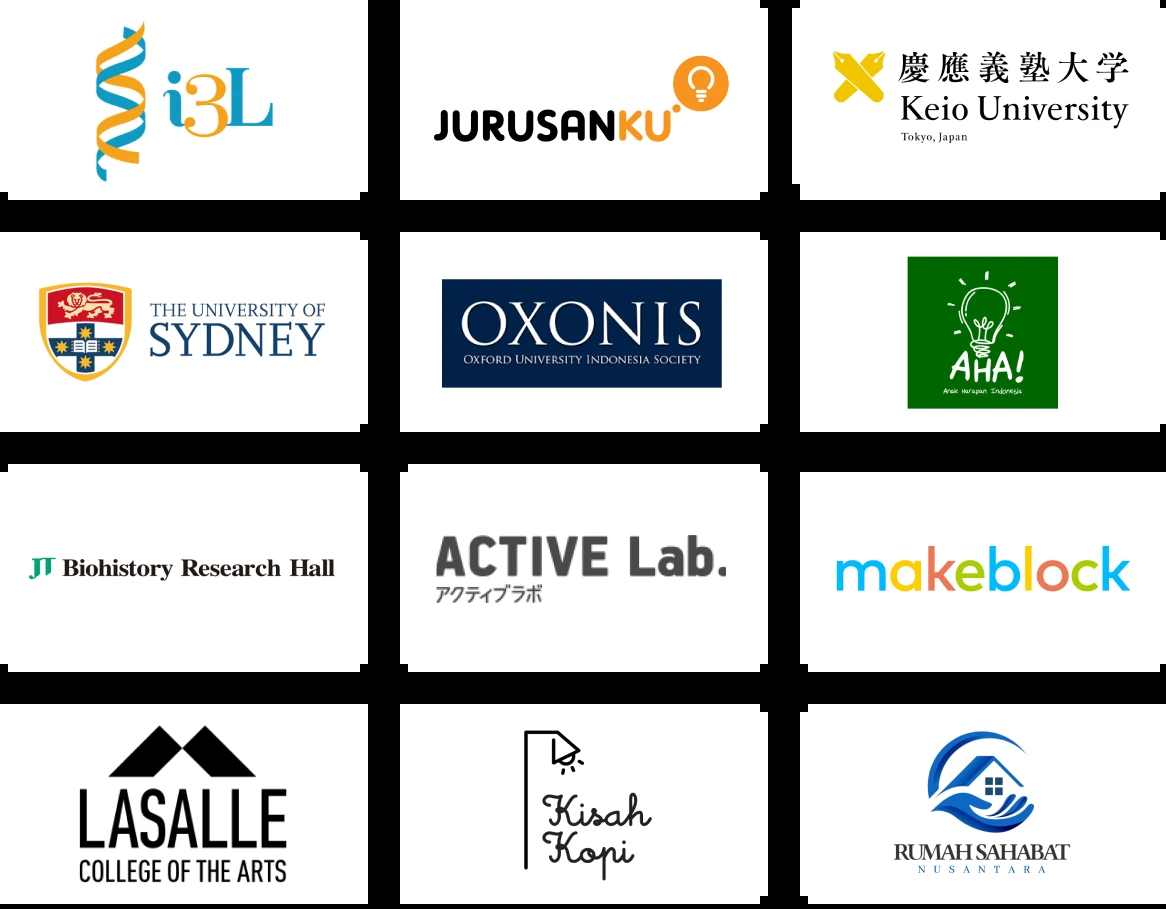 i3L
JURUSANKU
慶應義塾大学
Keio University
Tokyo, Japan
THE UNIVERSITY OF
SYDNEY
OXONIS
OXFORD UNIVERSITY INDONESIA SOCIETY
AHA!
Anak Harapan Indonesia
JT Biohistory Research Hall
ACTIVE Lab.
アクティブラボ
makeblock
LASALLE
COLLEGE OF THE ARTS
Kisah
Kopi
RUMAH SAHABAT
NUSANTARA